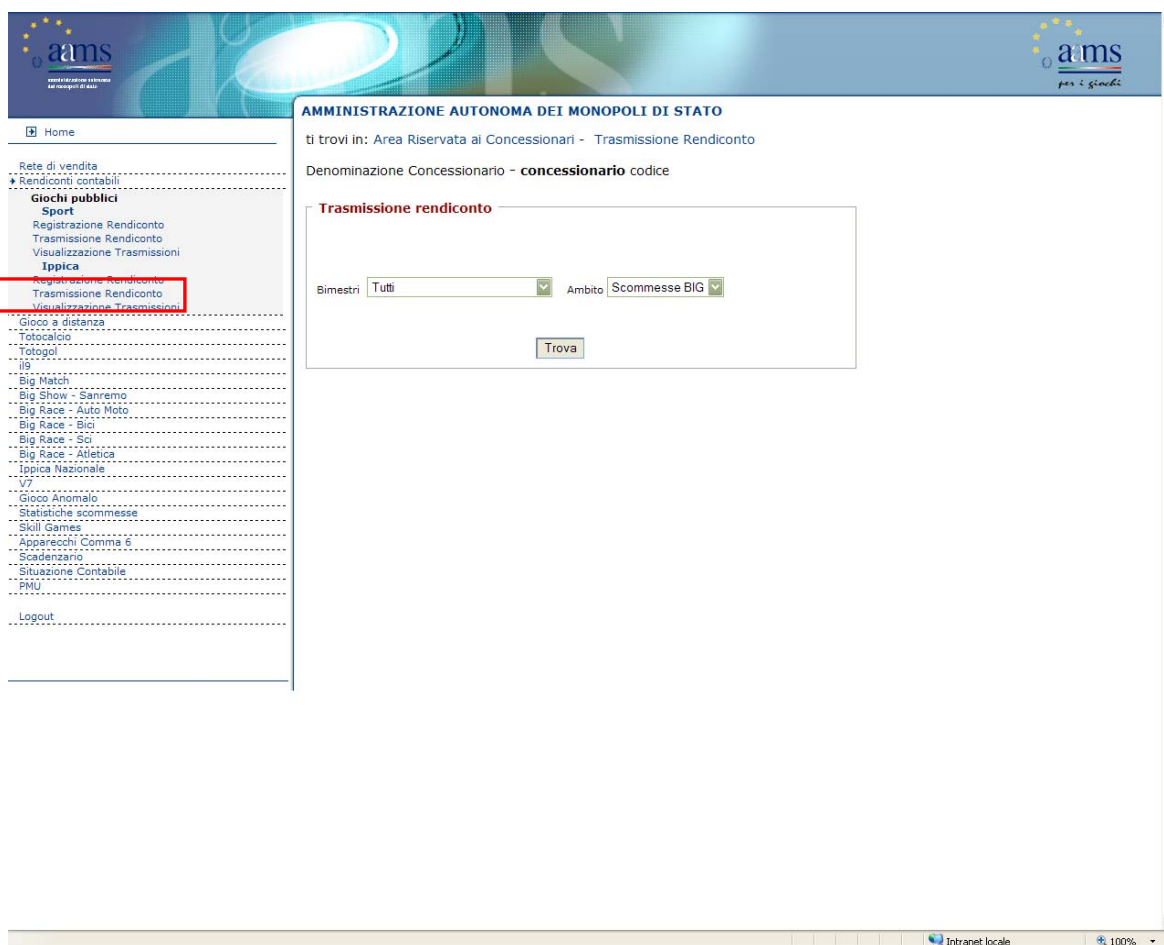 aams
amministrazione autonoma
dei monopoli di stato
aams
aams
per i giochi
Home
Rete di vendita
Rendiconti contabili
Giochi pubblici
Sport
Registrazione Rendiconto
Trasmissione Rendiconto
Visualizzazione Trasmissioni
Ippica
Registrazione Rendiconto
Trasmissione Rendiconto
Visualizzazione Trasmissioni
Gioco a distanza
Totocalcio
Totogol
il9
Big Match
Big Show - Sanremo
Big Race - Auto Moto
Big Race - Bici
Big Race - Sci
Big Race - Atletica
Ippica Nazionale
V7
Gioco Anomalo
Statistiche scommesse
Skill Games
Apparecchi Comma 6
Scadenzario
Situazione Contabile
PMU
Logout
AMMINISTRAZIONE AUTONOMA DEI MONOPOLI DI STATO
ti trovi in: Area Riservata ai Concessionari - Trasmissione Rendiconto
Denominazione Concessionario - concessionario codice
Trasmissione rendiconto
Bimestri Tutti Ambito Scommesse BIG
Trova
Intranet locale 100%